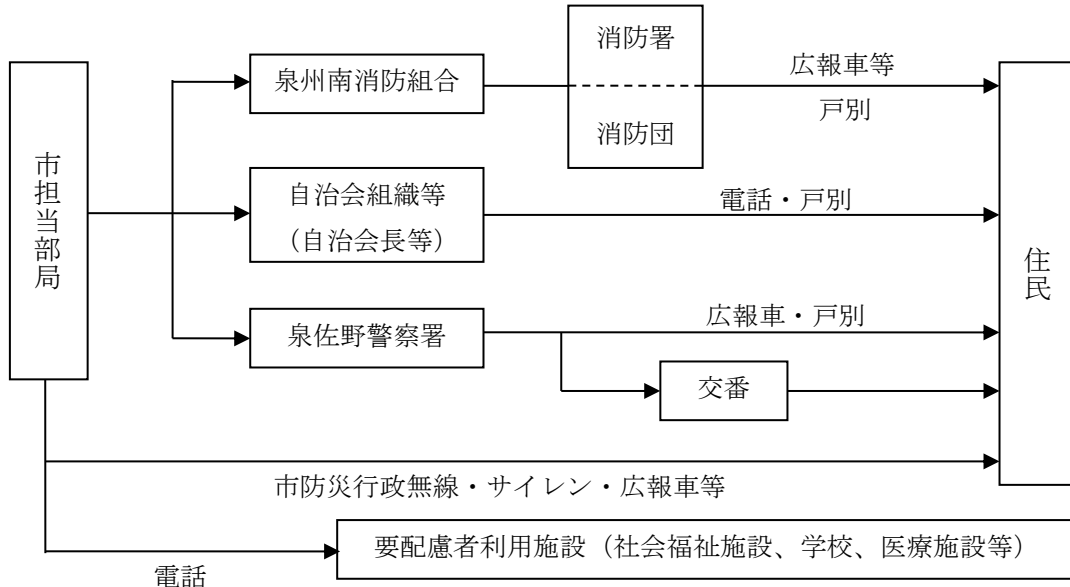 市担当部局
泉州南消防組合
消防署
消防団
広報車等
戸別
自治会組織等
（自治会長等）
電話・戸別
泉佐野警察署
広報車・戸別
交番
住民
市防災行政無線・サイレン・広報車等
要配慮者利用施設（社会福祉施設、学校、医療施設等）
電話